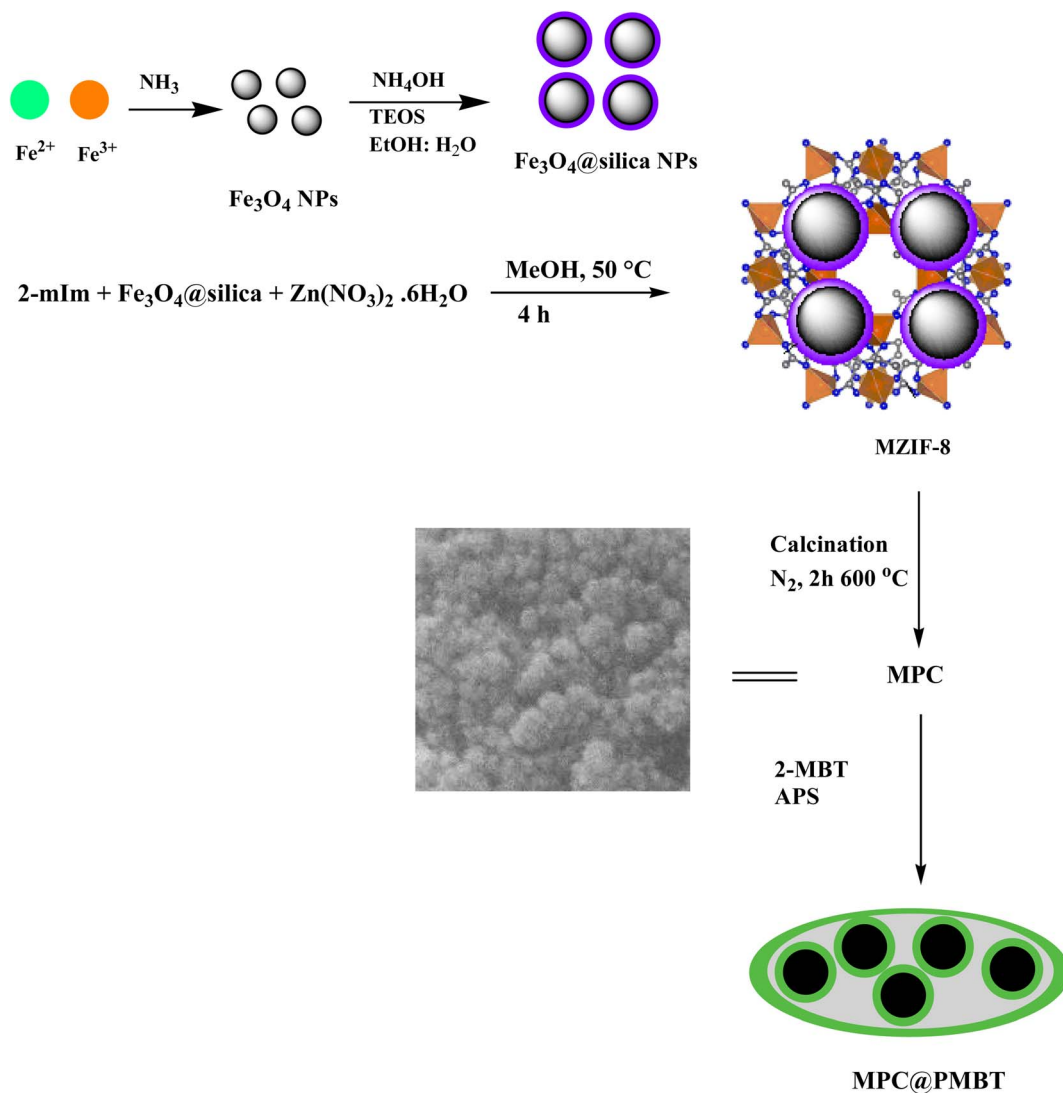 NH₃
Fe²⁺
Fe³⁺
Fe₃O₄ NPs
NH₄OH
TEOS
EtOH: H₂O
Fe₃O₄@silica NPs
2-mIm + Fe₃O₄@silica + Zn(NO₃)₂ .6H₂O
MeOH, 50 °C
4 h
MZIF-8
Calcination
N₂, 2h 600 °C
MPC
2-MBT
APS
MPC@PMBT